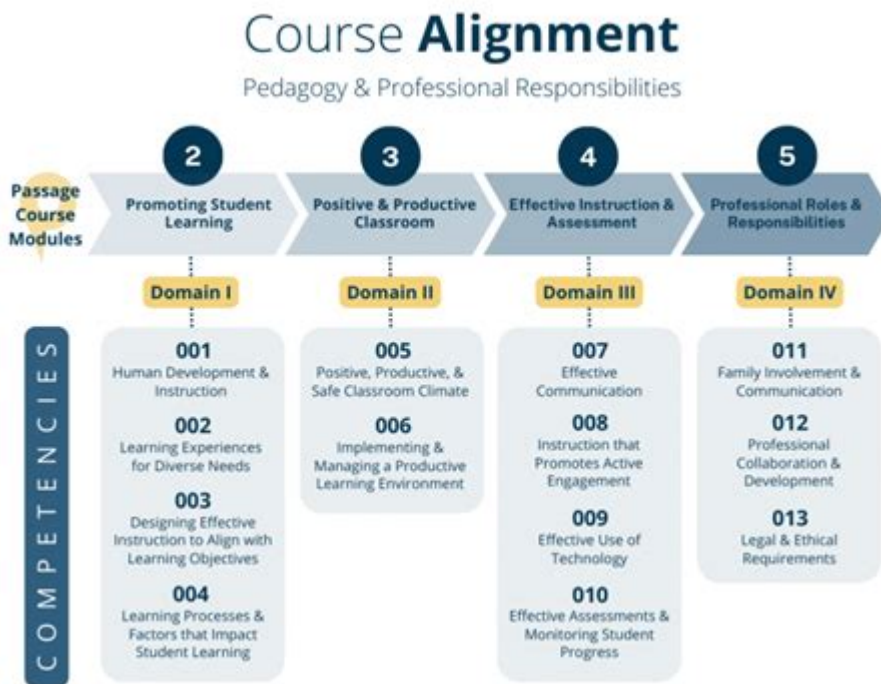 Course Alignment
Pedagogy & Professional Responsibilities
Passage
Course
Modules
2
Promoting Student
Learning
3
Positive & Productive
Classroom
4
Effective Instruction &
Assessment
5
Professional Roles &
Responsibilities
Domain I
Domain II
Domain III
Domain IV
COMPETENCIES
001
Human Development &
Instruction
002
Learning Experiences
for Diverse Needs
003
Designing Effective
Instruction to Align with
Learning Objectives
004
Learning Processes &
Factors that Impact
Student Learning
005
Positive, Productive, &
Safe Classroom Climate
006
Implementing &
Managing a Productive
Learning Environment
007
Effective
Communication
008
Instruction that
Promotes Active
Engagement
009
Effective Use of
Technology
010
Effective Assessments &
Monitoring Student
Progress
011
Family Involvement &
Communication
012
Professional
Collaboration &
Development
013
Legal & Ethical
Requirements